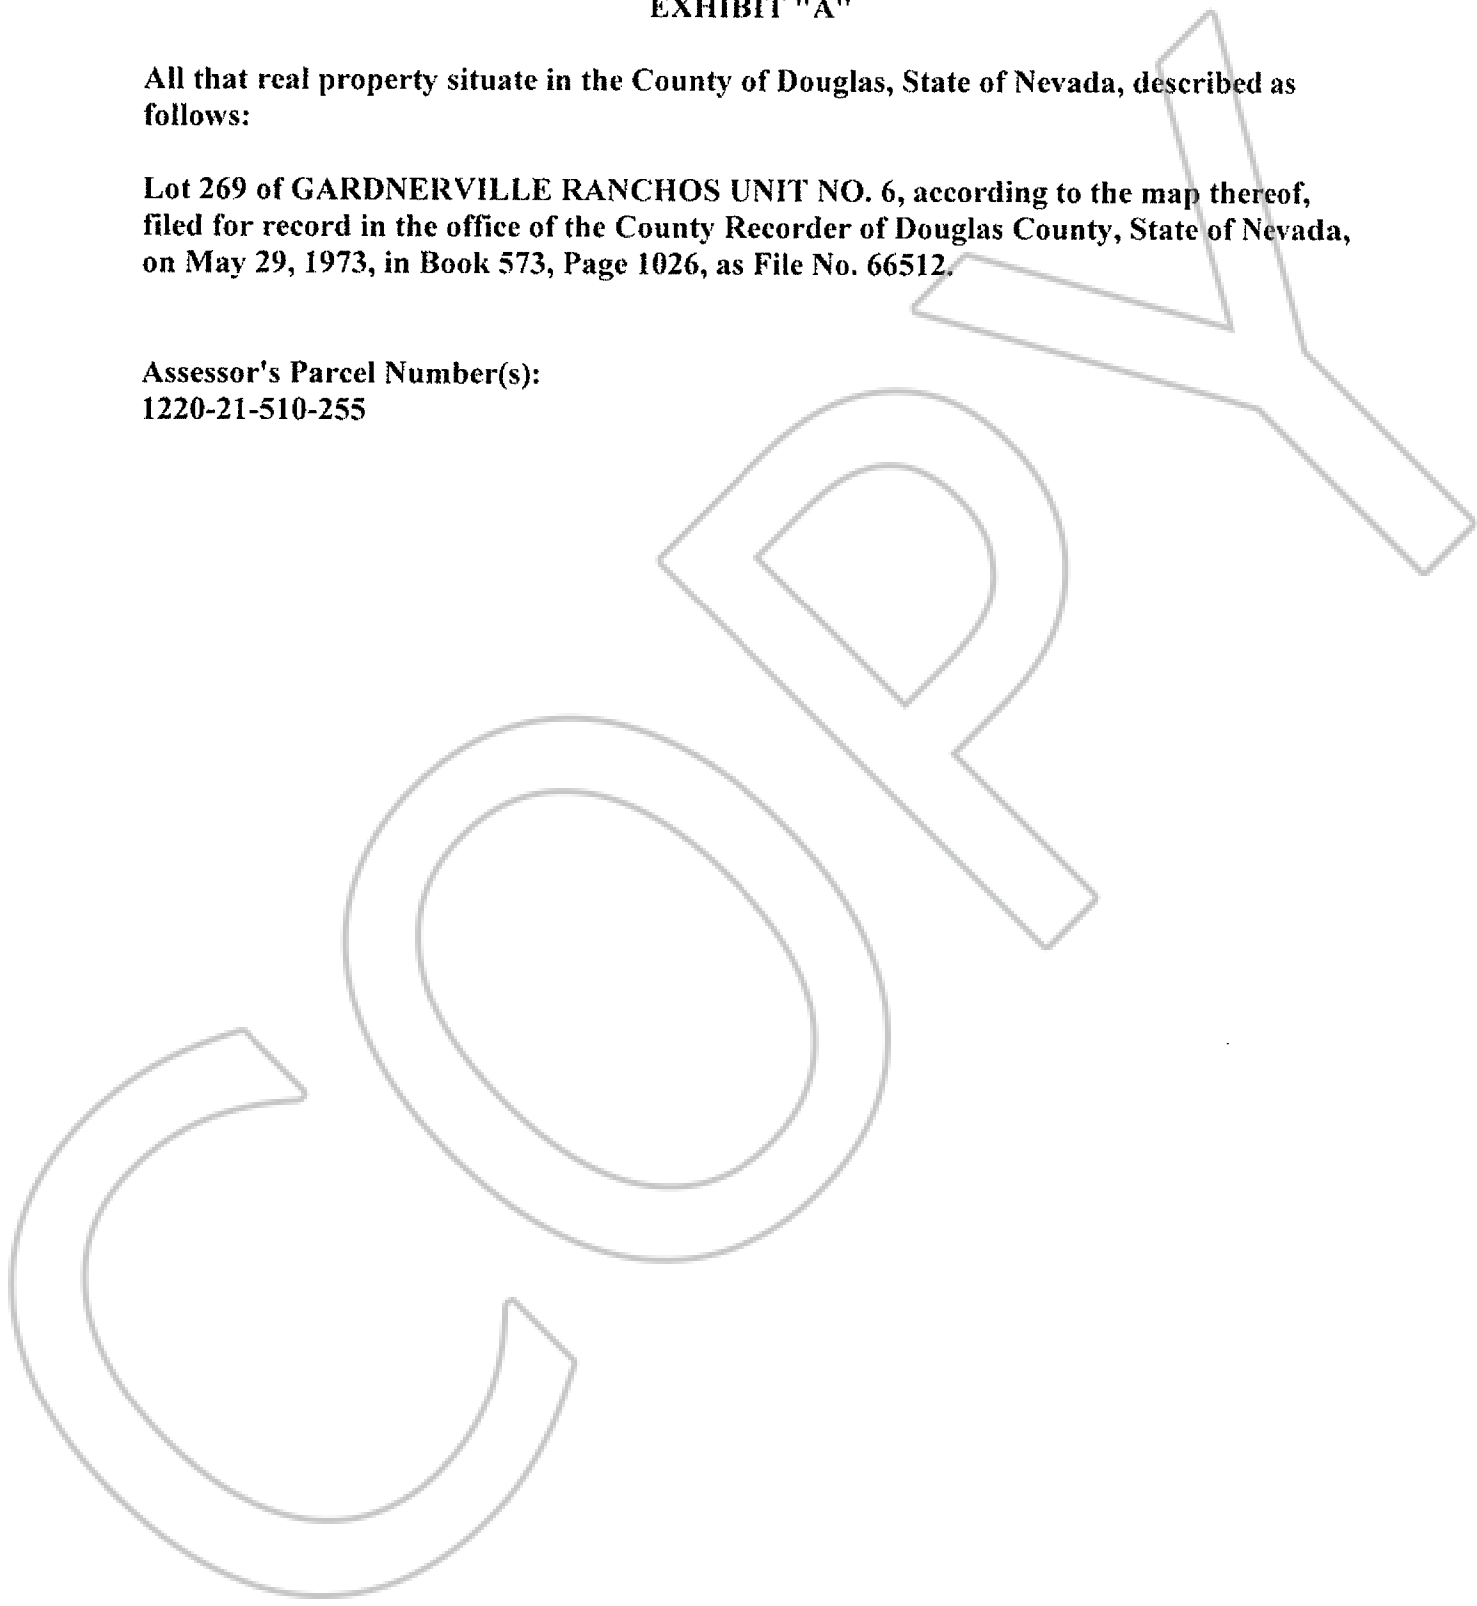 EXHIBIT "A"
All that real property situate in the County of Douglas, State of Nevada, described as
follows:
Lot 269 of GARDNERVILLE RANCHOS UNIT NO. 6, according to the map thereof,
filed for record in the office of the County Recorder of Douglas County, State of Nevada,
on May 29, 1973, in Book 573, Page 1026, as File No. 66512.
Assessor's Parcel Number(s):
1220-21-510-255
COPY